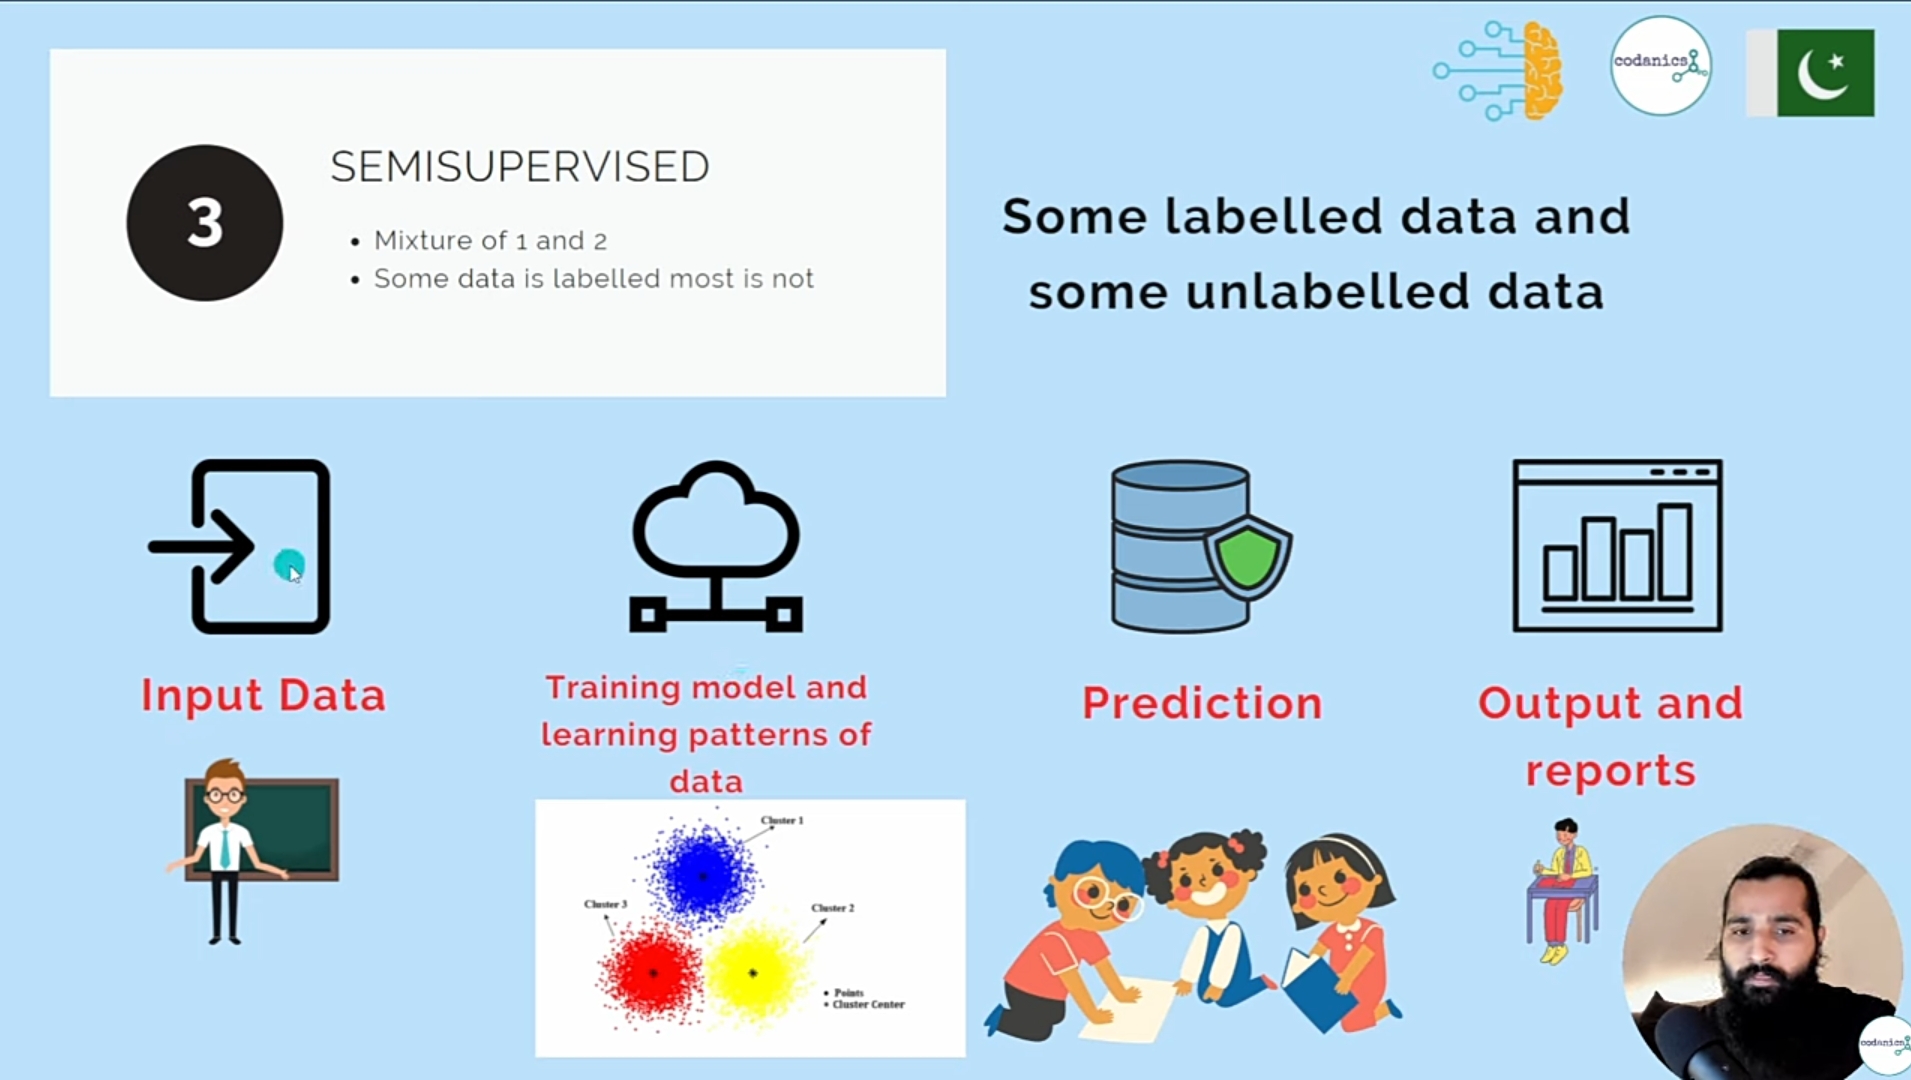 codanics
3
SEMISUPERVISED
• Mixture of 1 and 2
• Some data is labelled most is not
Some labelled data and
some unlabelled data
Input Data
Training model and
learning patterns of
data
Prediction
Output and
reports
Cluster 1
Cluster 3
Cluster 2
• Points
* Cluster Center
codanics